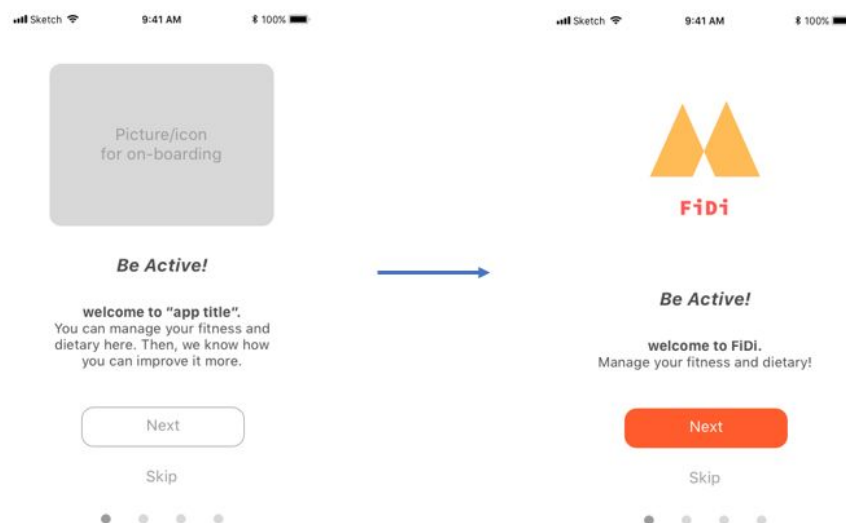 Sketch 9:41 AM 100%
Picture/icon
for on-boarding
Be Active!
welcome to “app title”.
You can manage your fitness and
dietary here. Then, we know how
you can improve it more.
Next
Skip
Sketch 9:41 AM 100%
FiDi
Be Active!
welcome to FiDi.
Manage your fitness and dietary!
Next
Skip